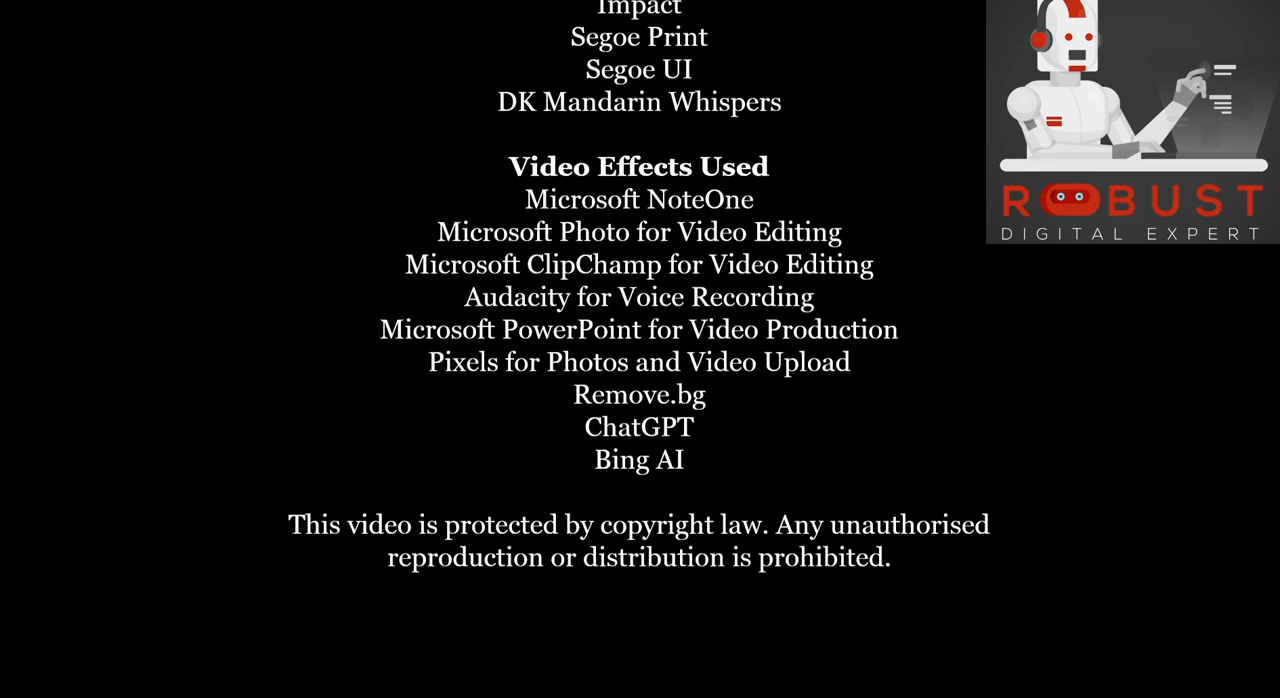 Impact
Segoe Print
Segoe UI
DK Mandarin Whispers
Video Effects Used
Microsoft NoteOne
Microsoft Photo for Video Editing
Microsoft ClipChamp for Video Editing
Audacity for Voice Recording
Microsoft PowerPoint for Video Production
Pixels for Photos and Video Upload
Remove.bg
ChatGPT
Bing AI
This video is protected by copyright law. Any unauthorised
reproduction or distribution is prohibited.
ROBUST
DIGITAL EXPERT